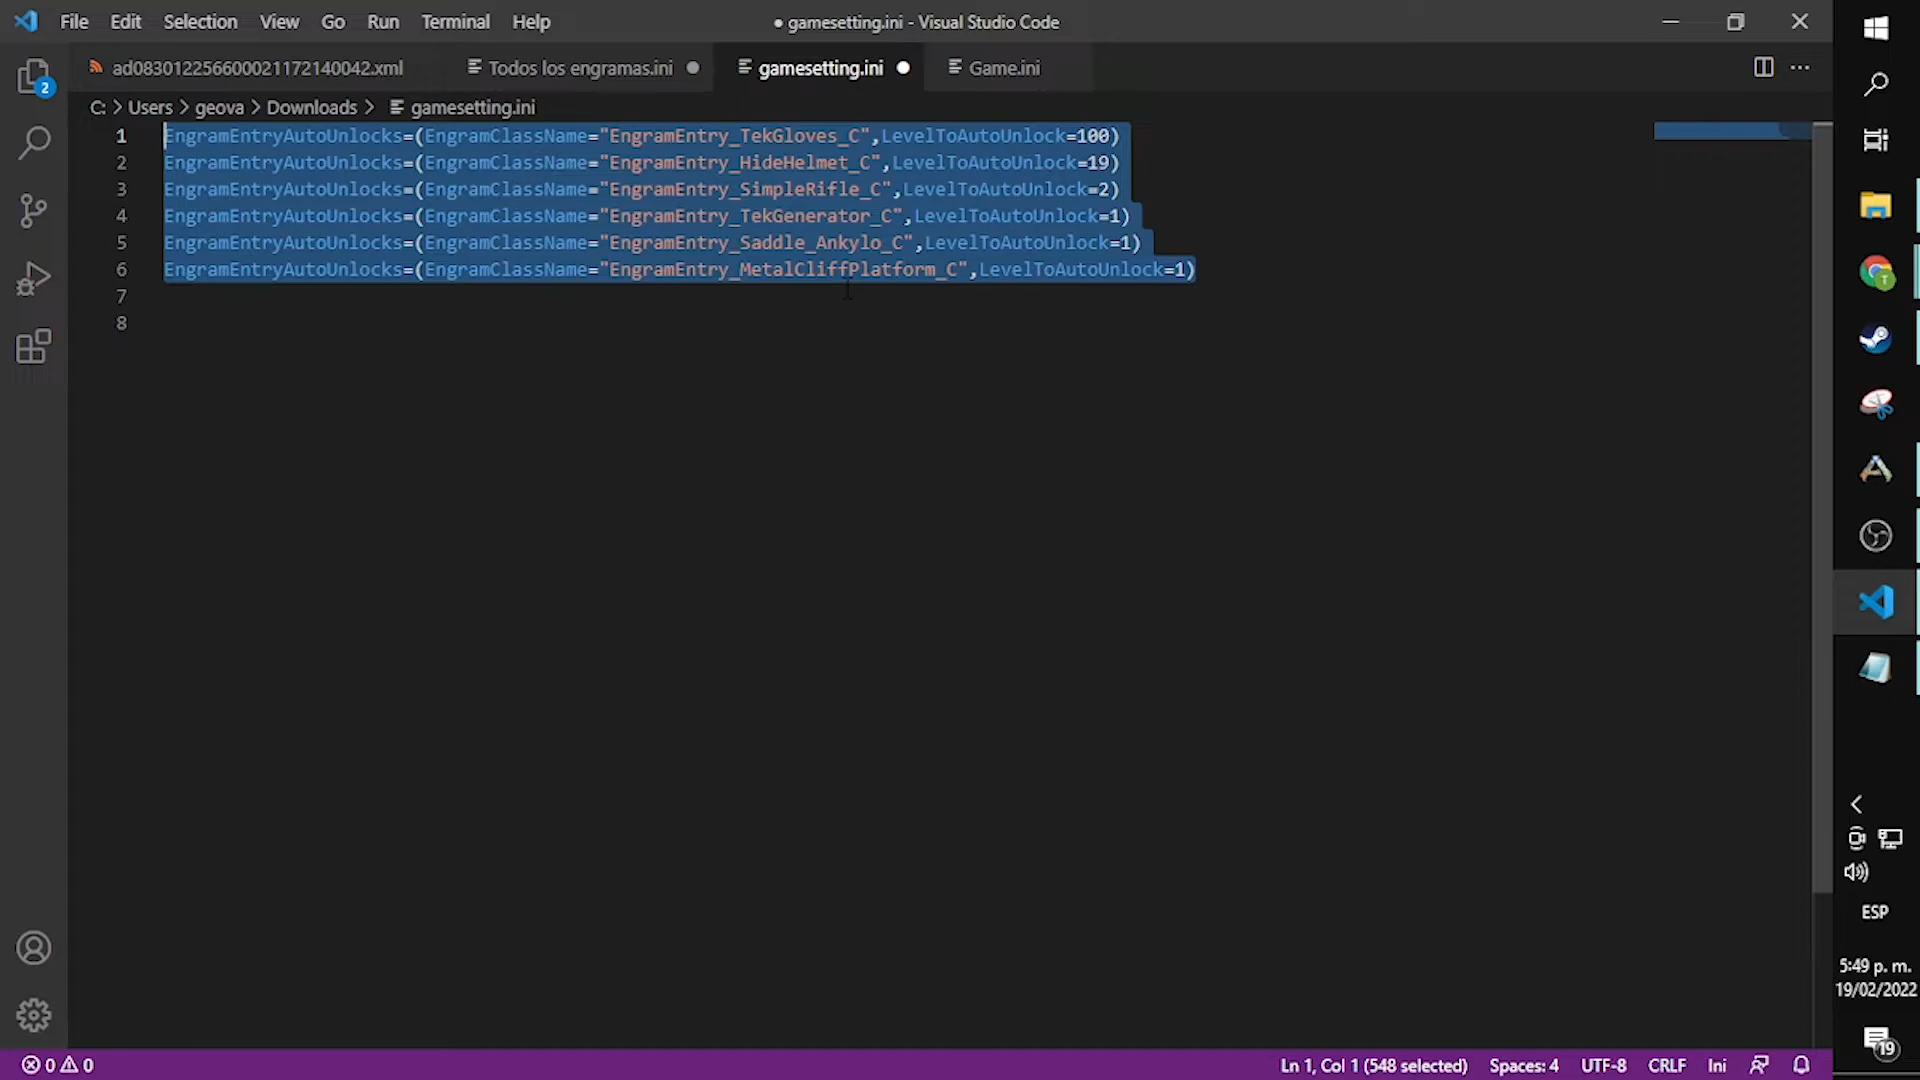 File Edit Selection View Go Run Terminal Help
● gamesetting.ini - Visual Studio Code
ad0830122566000211721400​42.xml
Todos los engramas.ini
gamesetting.ini
Game.ini
C: > Users > geova > Downloads > gamesetting.ini
1 EngramEntryAutoUnlocks=(EngramClassName="EngramEntry_TekGloves_C",LevelToAutoUnlock=100)
2 EngramEntryAutoUnlocks=(EngramClassName="EngramEntry_HideHelmet_C",LevelToAutoUnlock=19)
3 EngramEntryAutoUnlocks=(EngramClassName="EngramEntry_SimpleRifle_C",LevelToAutoUnlock=2)
4 EngramEntryAutoUnlocks=(EngramClassName="EngramEntry_TekGenerator_C",LevelToAutoUnlock=1)
5 EngramEntryAutoUnlocks=(EngramClassName="EngramEntry_Saddle_Ankylo_C",LevelToAutoUnlock=1)
6 EngramEntryAutoUnlocks=(EngramClassName="EngramEntry_MetalCliffPlatform_C",LevelToAutoUnlock=1)
7
8
2
T
ESP
5:49 p. m.
19/02/2022
19
0 0
Ln 1, Col 1 (548 selected) Spaces: 4 UTF-8 CRLF Ini